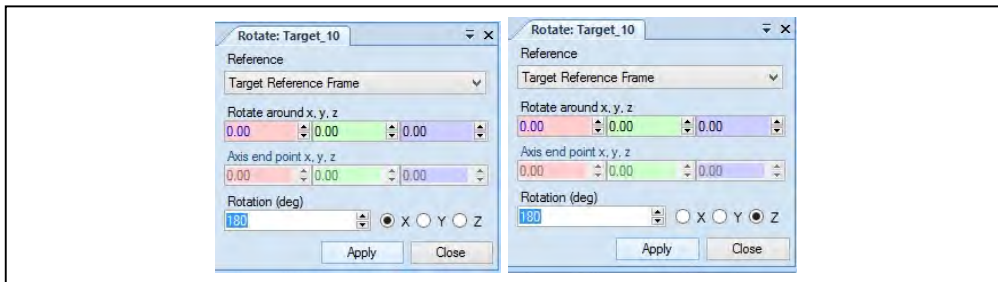 Rotate: Target_10
Reference
Target Reference Frame
Rotate around x, y, z
0.00 0.00 0.00
Axis end point x, y, z
0.00 0.00 0.00
Rotation (deg)
180 X Y Z
Apply Close
Rotate: Target_10
Reference
Target Reference Frame
Rotate around x, y, z
0.00 0.00 0.00
Axis end point x, y, z
0.00 0.00 0.00
Rotation (deg)
180 X Y Z
Apply Close